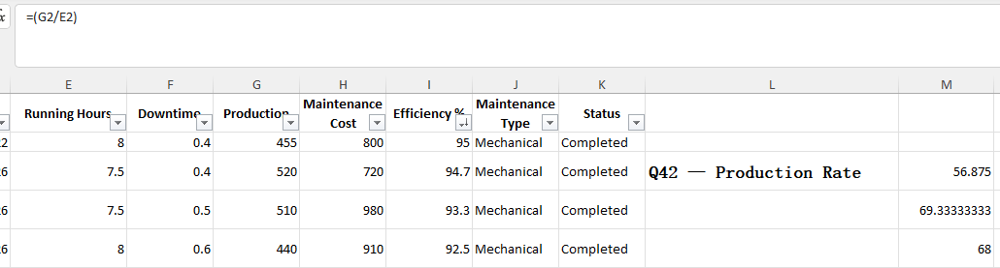 =(G2/E2)
E F G H I J K L M
Running Hours Downtime Production Maintenance Cost Efficiency % Maintenance Type Status
2 8 0.4 455 800 95 Mechanical Completed
6 7.5 0.4 520 720 94.7 Mechanical Completed Q42 — Production Rate 56.875
6 7.5 0.5 510 980 93.3 Mechanical Completed 69.33333333
6 8 0.6 440 910 92.5 Mechanical Completed 68